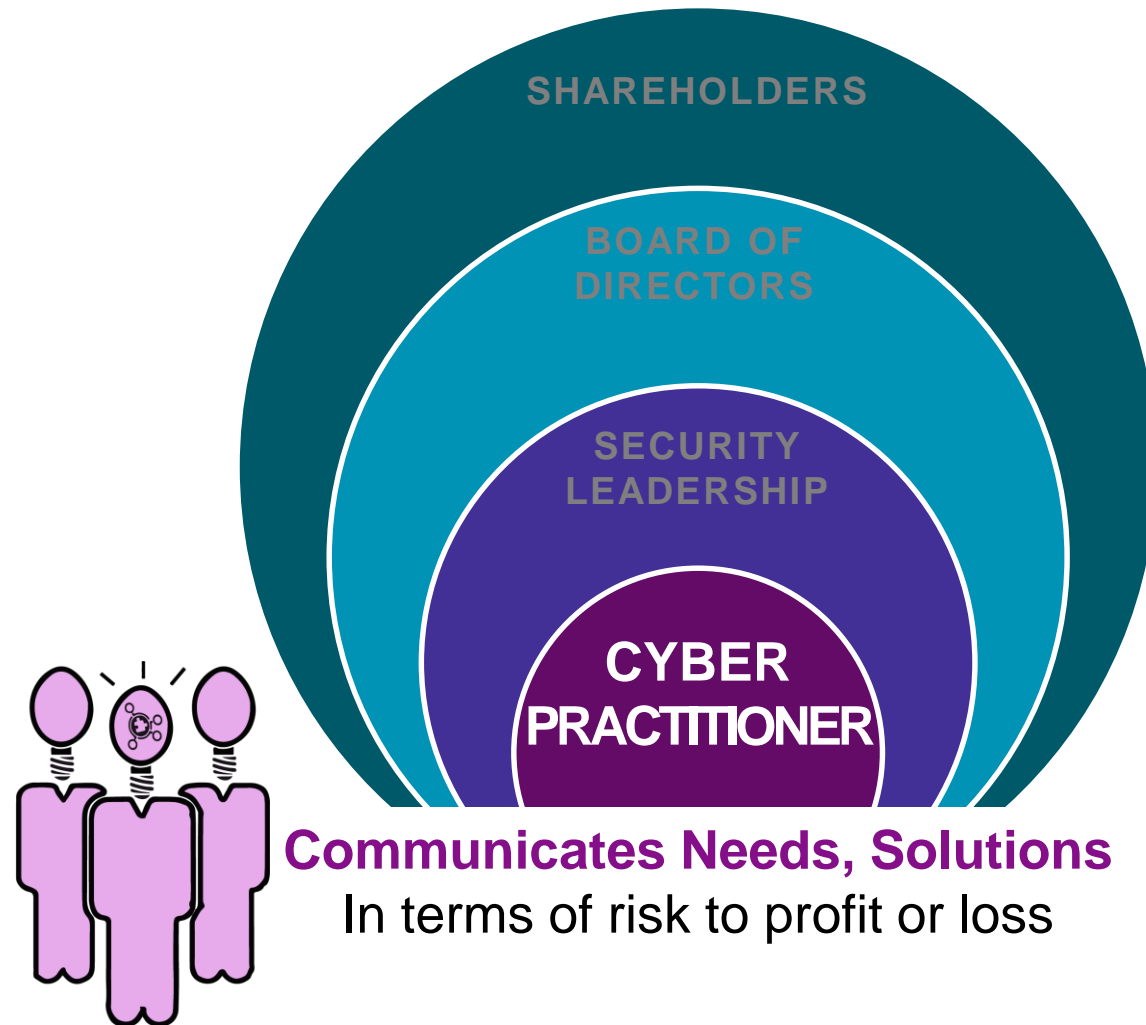 SHAREHOLDERS
BOARD OF
DIRECTORS
SECURITY
LEADERSHIP
CYBER
PRACTITIONER
Communicates Needs, Solutions
In terms of risk to profit or loss